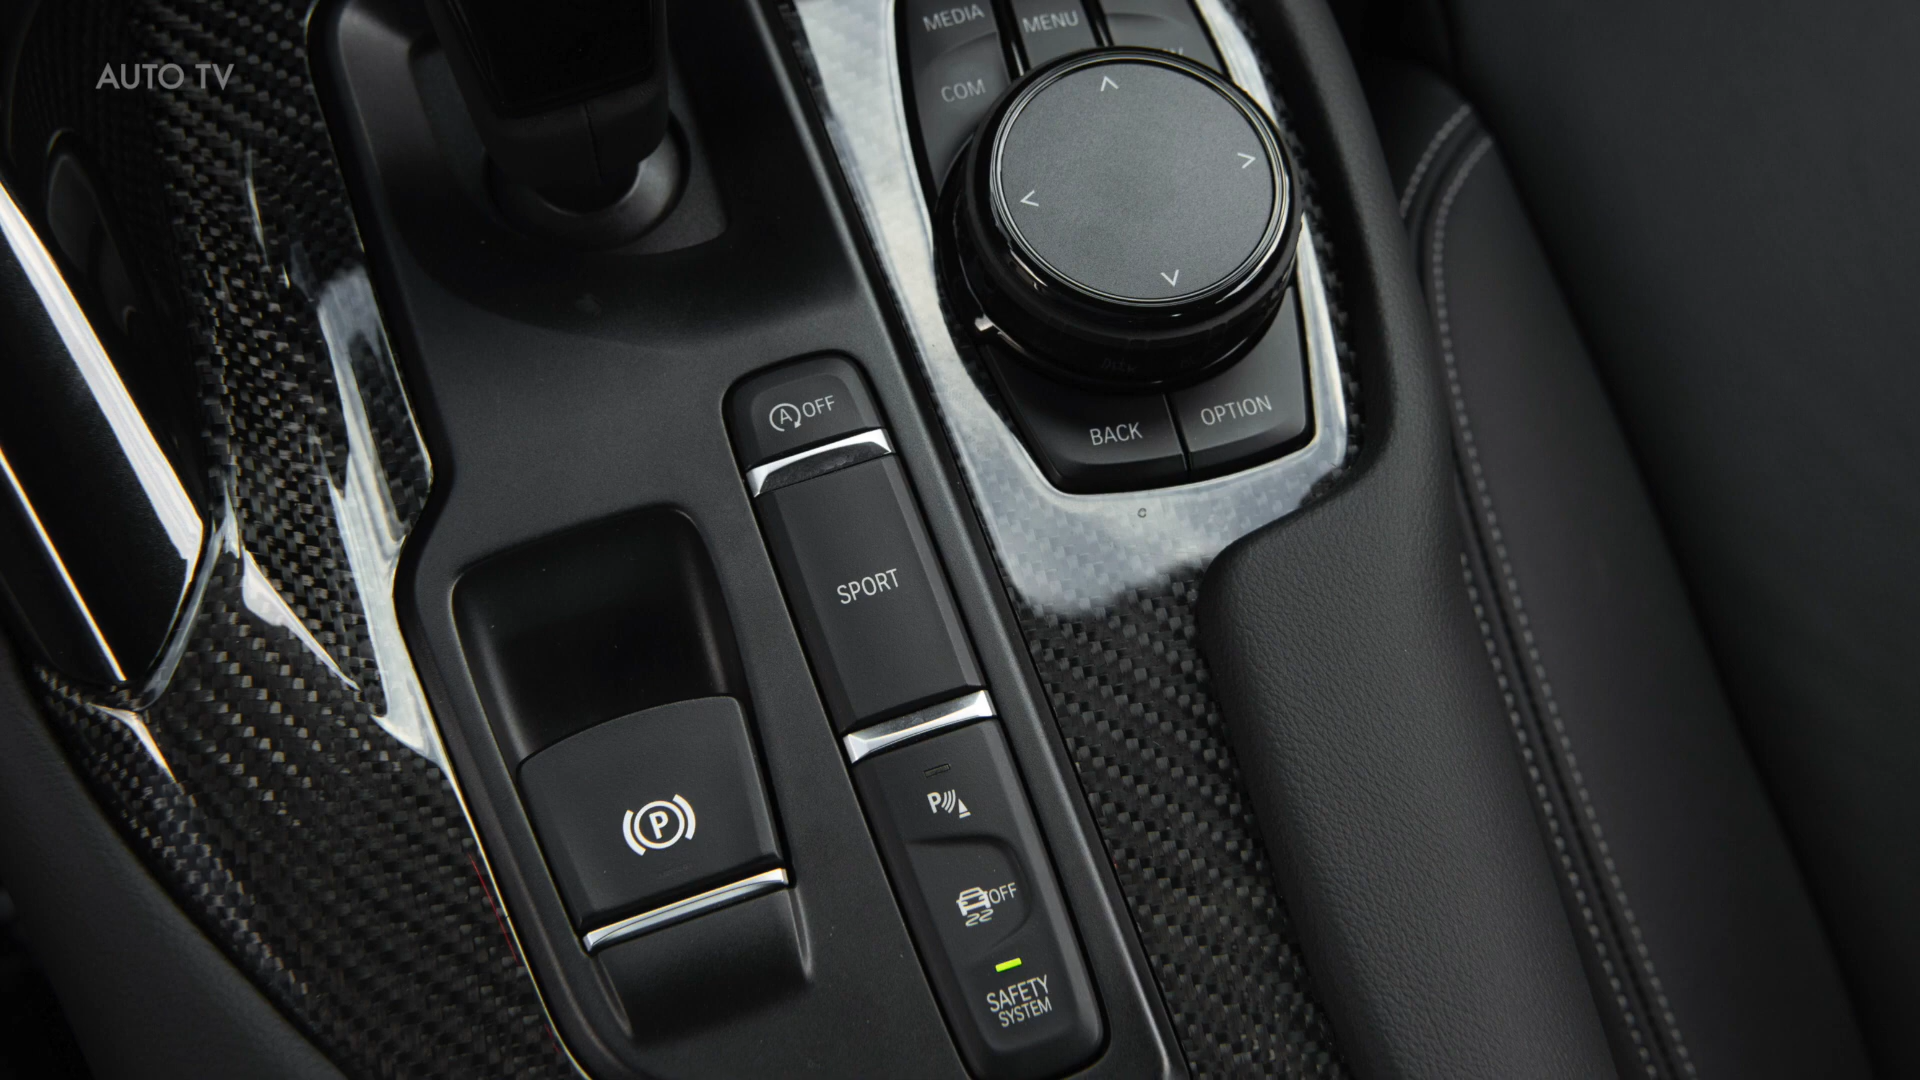 AUTO TV
MEDIA
MENU
COM
A OFF
BACK
OPTION
SPORT
P
P
OFF
SAFETY
SYSTEM